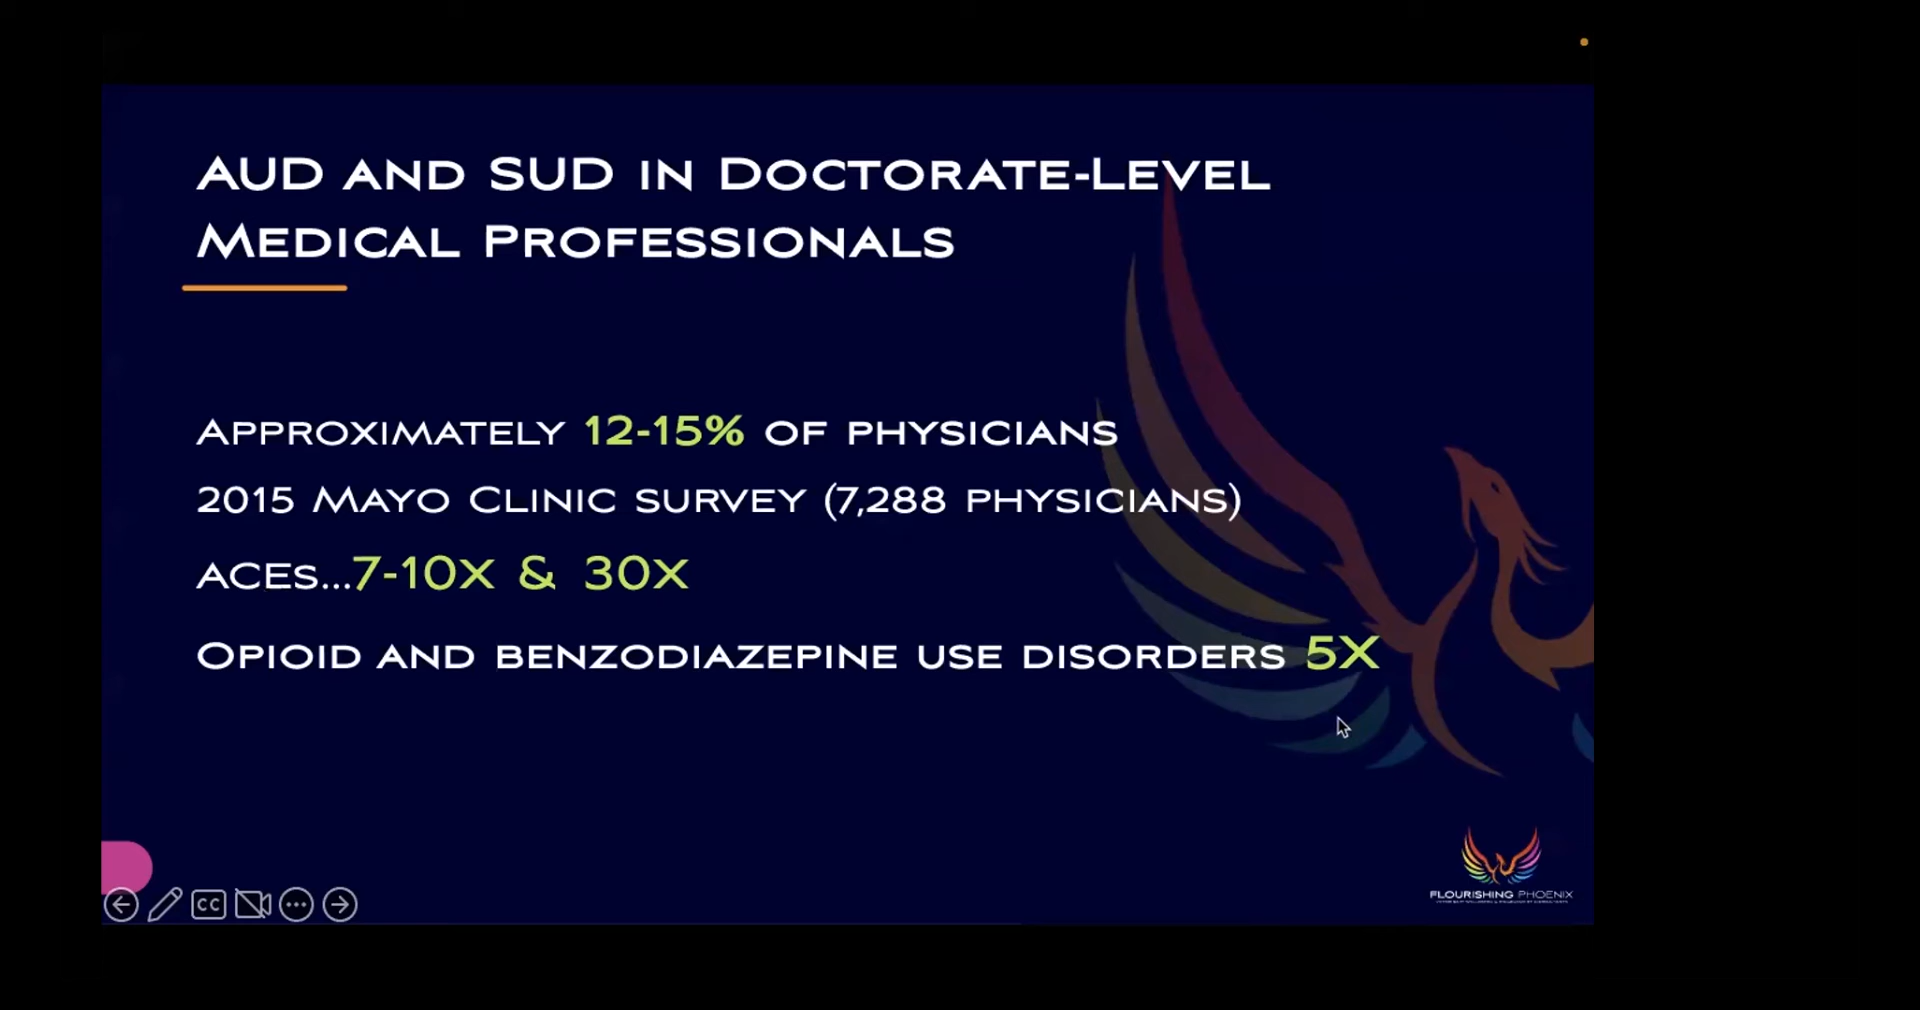 AUD and SUD in Doctorate-Level
Medical Professionals
Approximately 12-15% of physicians
2015 Mayo Clinic survey (7,288 physicians)
ACEs...7-10x & 30x
Opioid and benzodiazepine use disorders 5X
CC
FLOURISHING PHOENIX